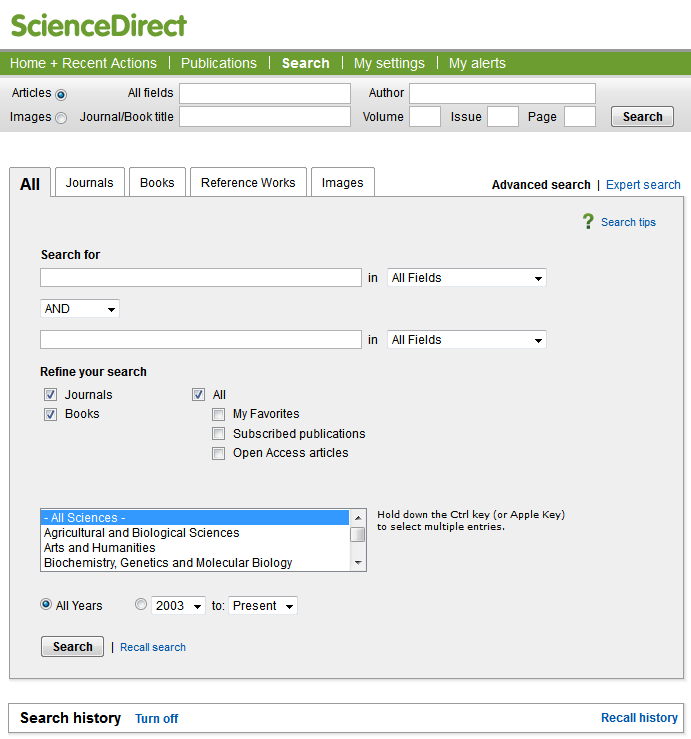 ScienceDirect
Home + Recent Actions | Publications | Search | My settings | My alerts
Articles All fields Author
Images Journal/Book title Volume Issue Page Search
All Journals Books Reference Works Images Advanced search | Expert search
? Search tips
Search for
in All Fields
AND
in All Fields
Refine your search
Journals All
Books My Favorites
Subscribed publications
Open Access articles
- All Sciences -
Agricultural and Biological Sciences
Arts and Humanities
Biochemistry, Genetics and Molecular Biology
Hold down the Ctrl key (or Apple Key)
to select multiple entries.
All Years 2003 to: Present
Search | Recall search
Search history Turn off Recall history